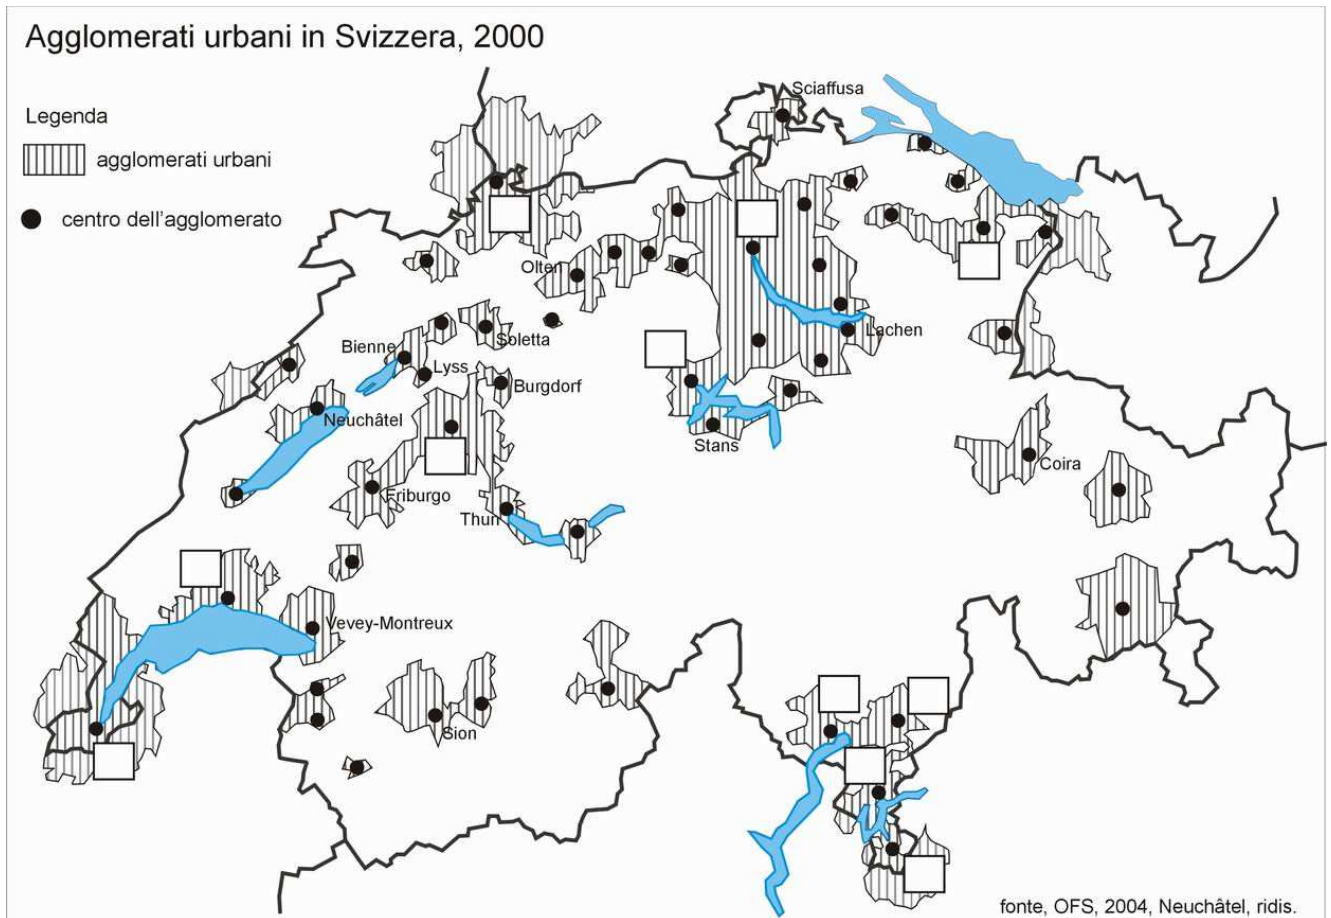 Agglomerati urbani in Svizzera, 2000
Legenda
agglomerati urbani
centro dell'agglomerato
Sciaffusa
Olten
Soletta
Bienne
Lyss
Burgdorf
Lachen
Neuchâtel
Stans
Coira
Friburgo
Thun
Vevey-Montreux
Sion
fonte, OFS, 2004, Neuchâtel, ridis.